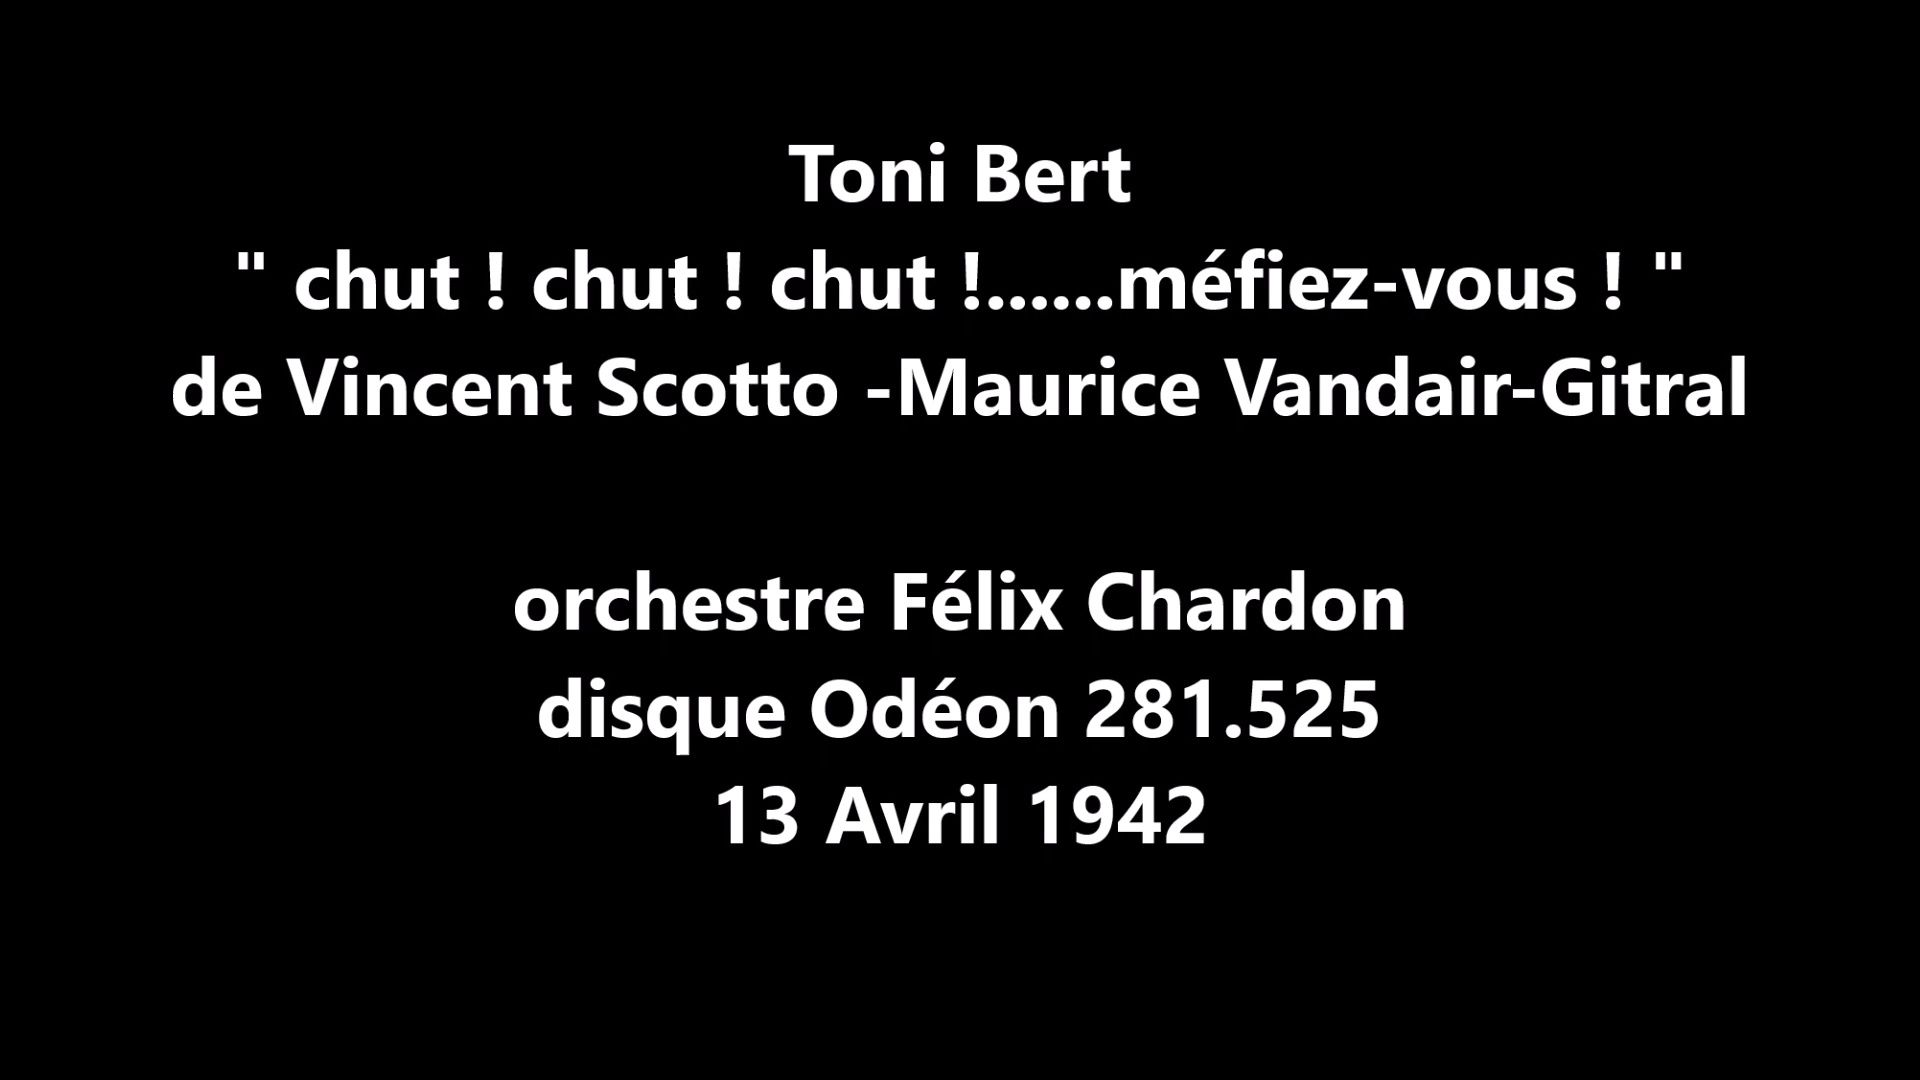 Toni Bert
" chut ! chut ! chut !......méfiez-vous ! "
de Vincent Scotto -Maurice Vandair-Gitral
orchestre Félix Chardon
disque Odéon 281.525
13 Avril 1942